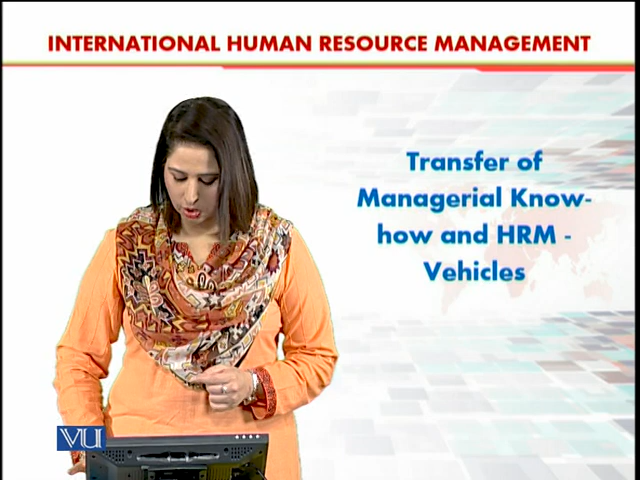 INTERNATIONAL HUMAN RESOURCE MANAGEMENT
Transfer of
Managerial Know-
how and HRM -
Vehicles
VU